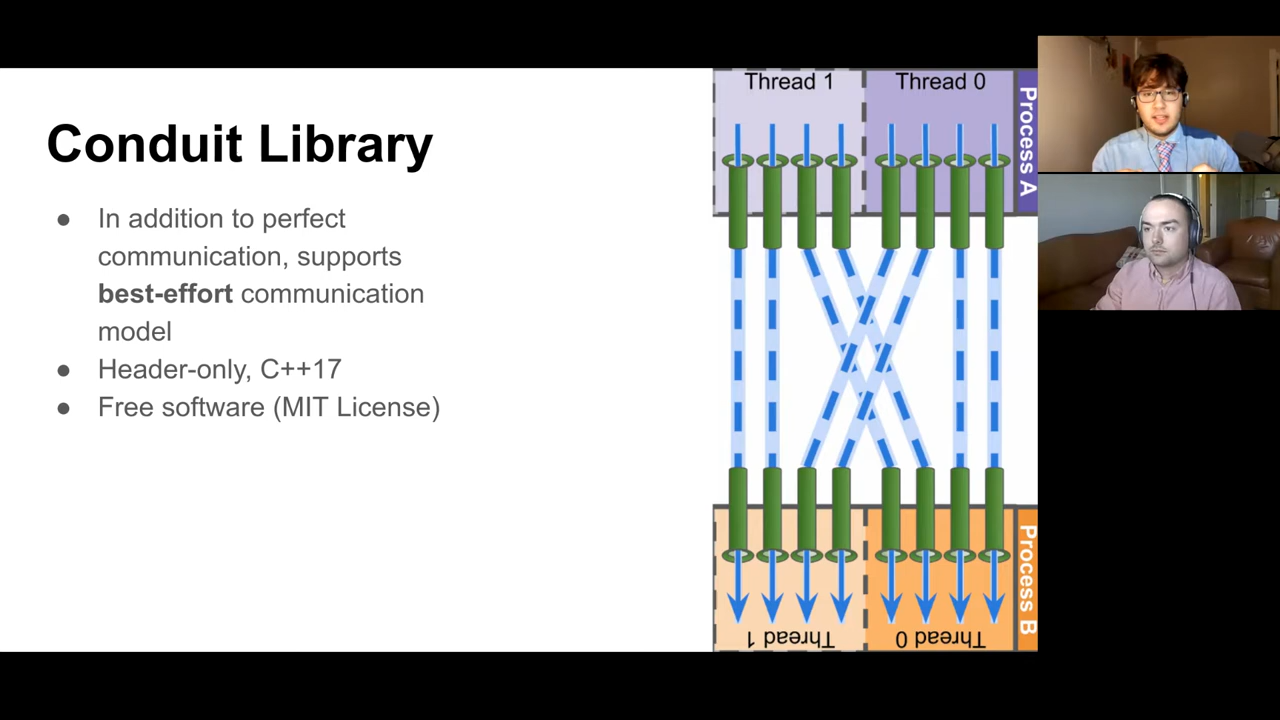 Conduit Library
● In addition to perfect
communication, supports
best-effort communication
model
● Header-only, C++17
● Free software (MIT License)
Thread 1
Thread 0
Process A
Process B
Thread 1
Thread 0